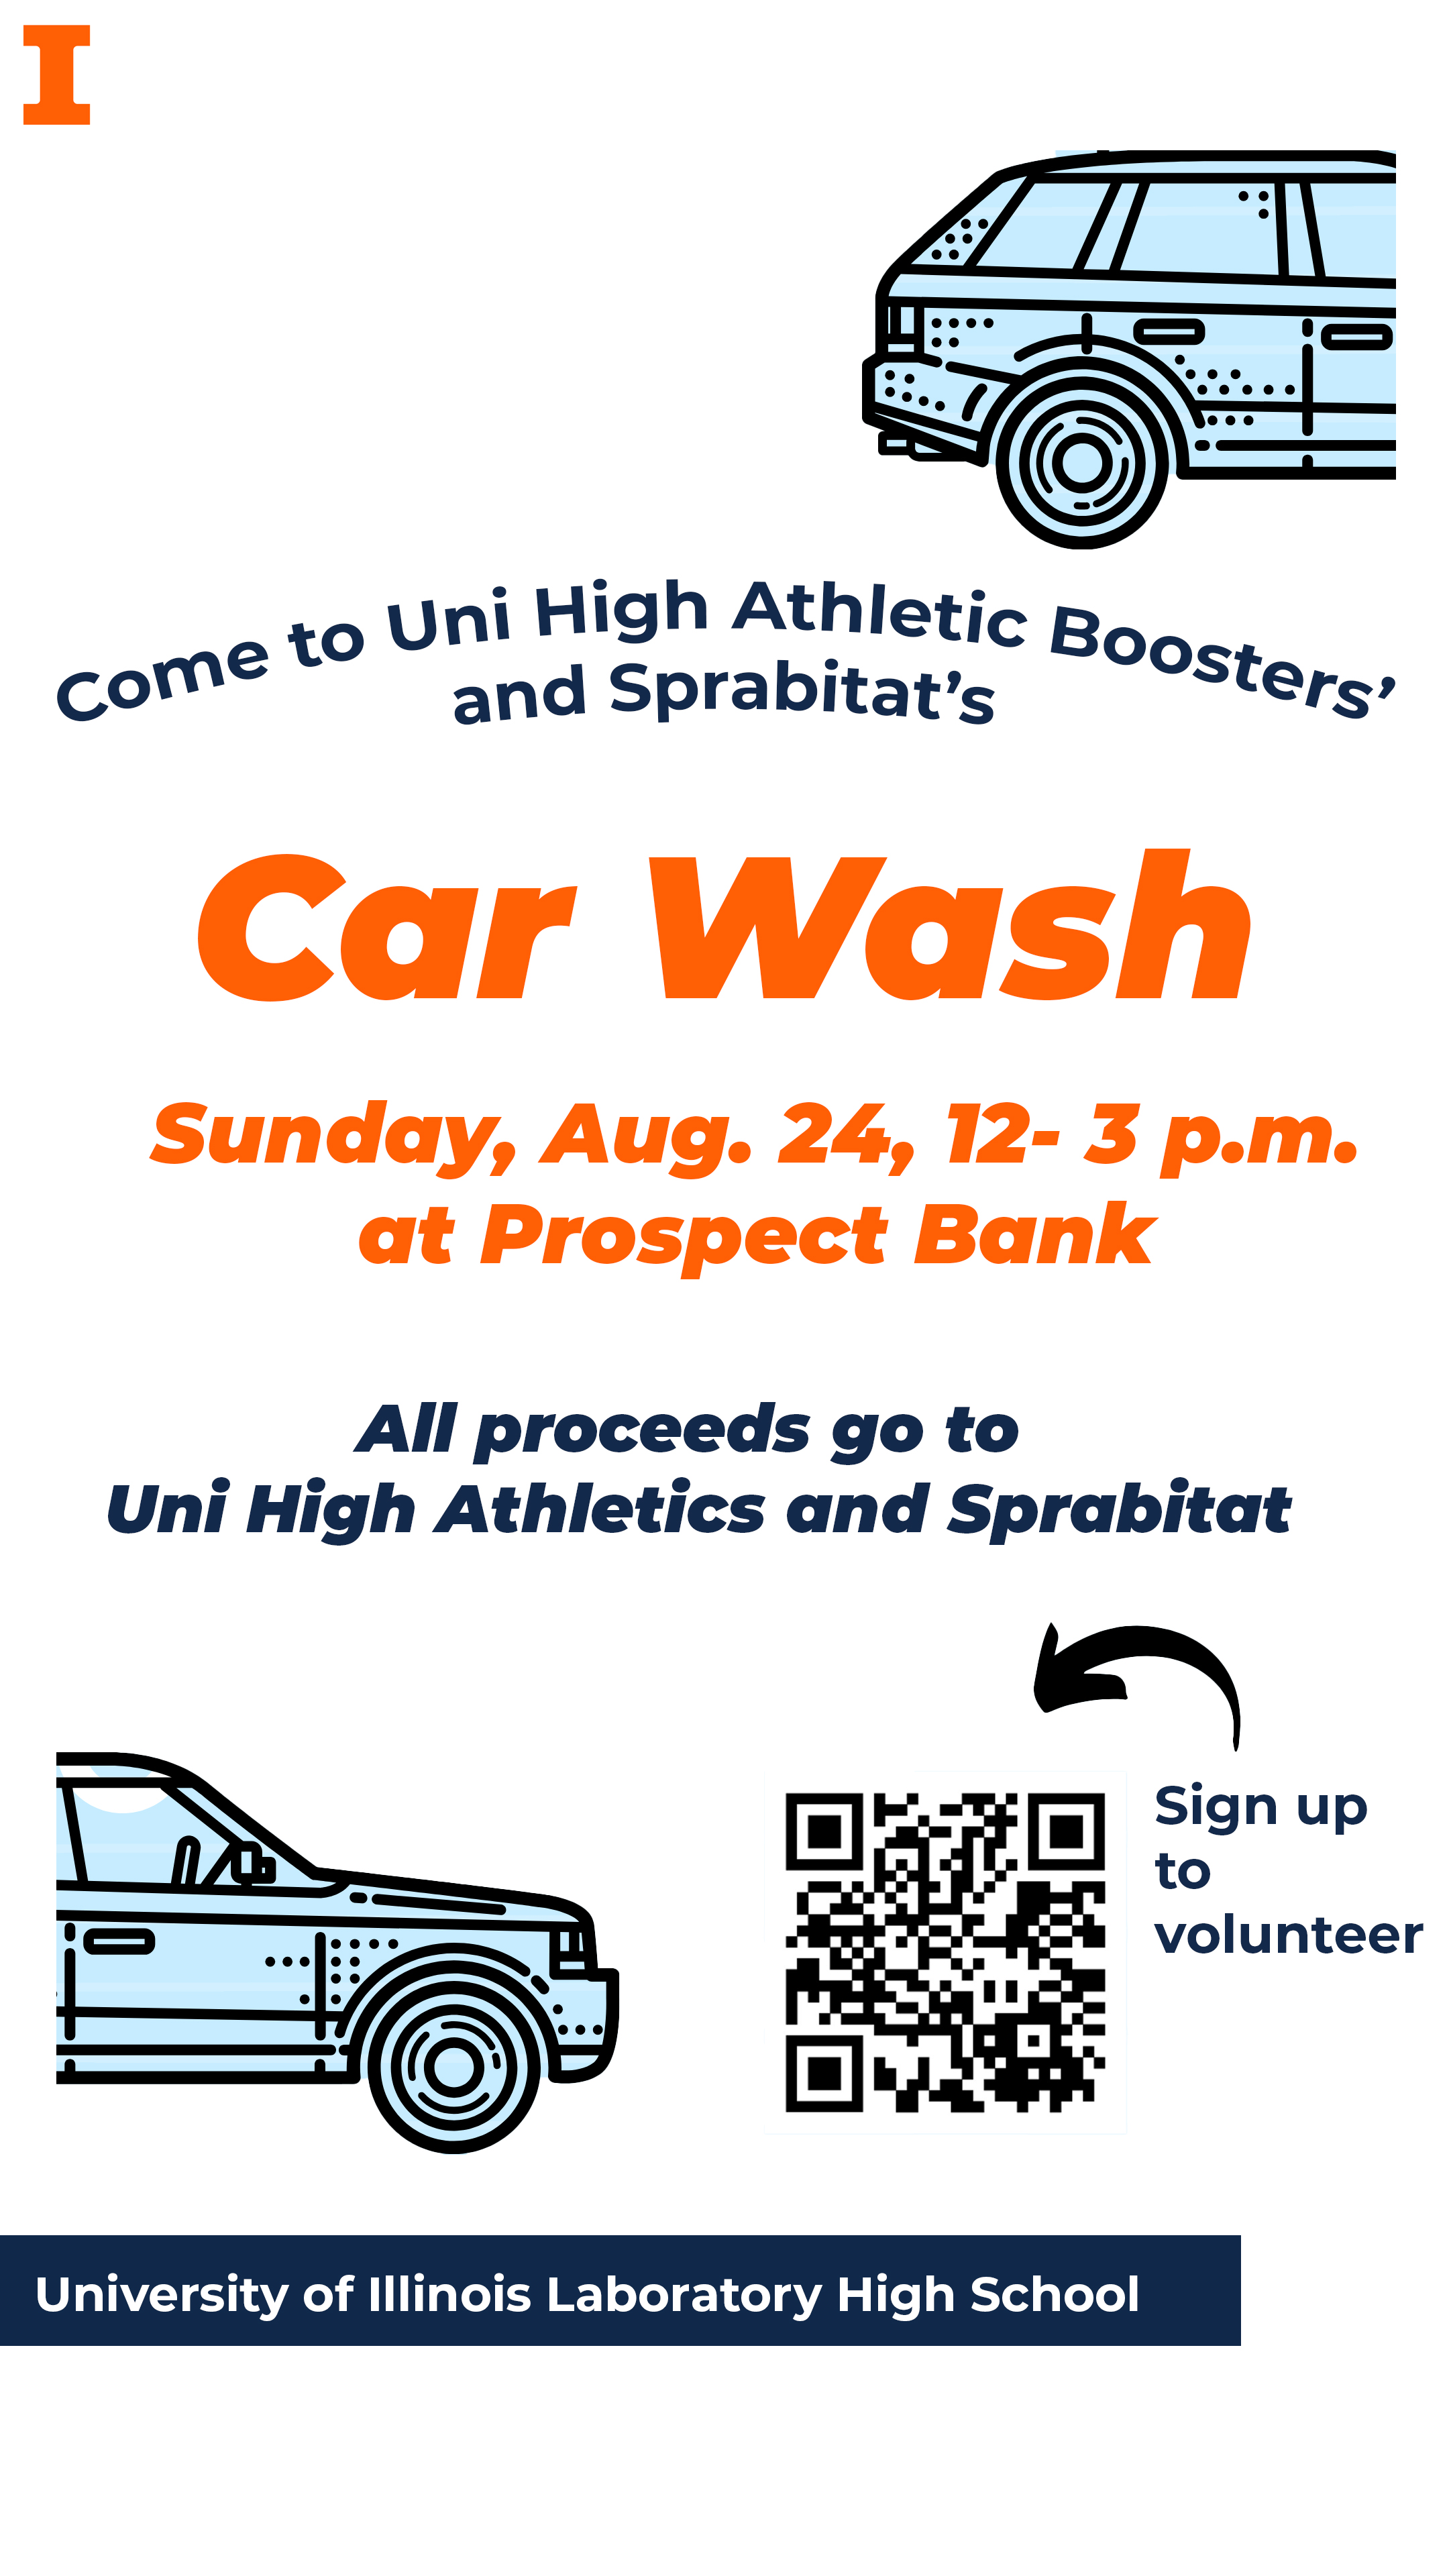 I
Come to Uni High Athletic Boosters’
and Sprabitat’s
Car Wash
Sunday, Aug. 24, 12- 3 p.m.
at Prospect Bank
All proceeds go to
Uni High Athletics and Sprabitat
Sign up
to
volunteer
University of Illinois Laboratory High School